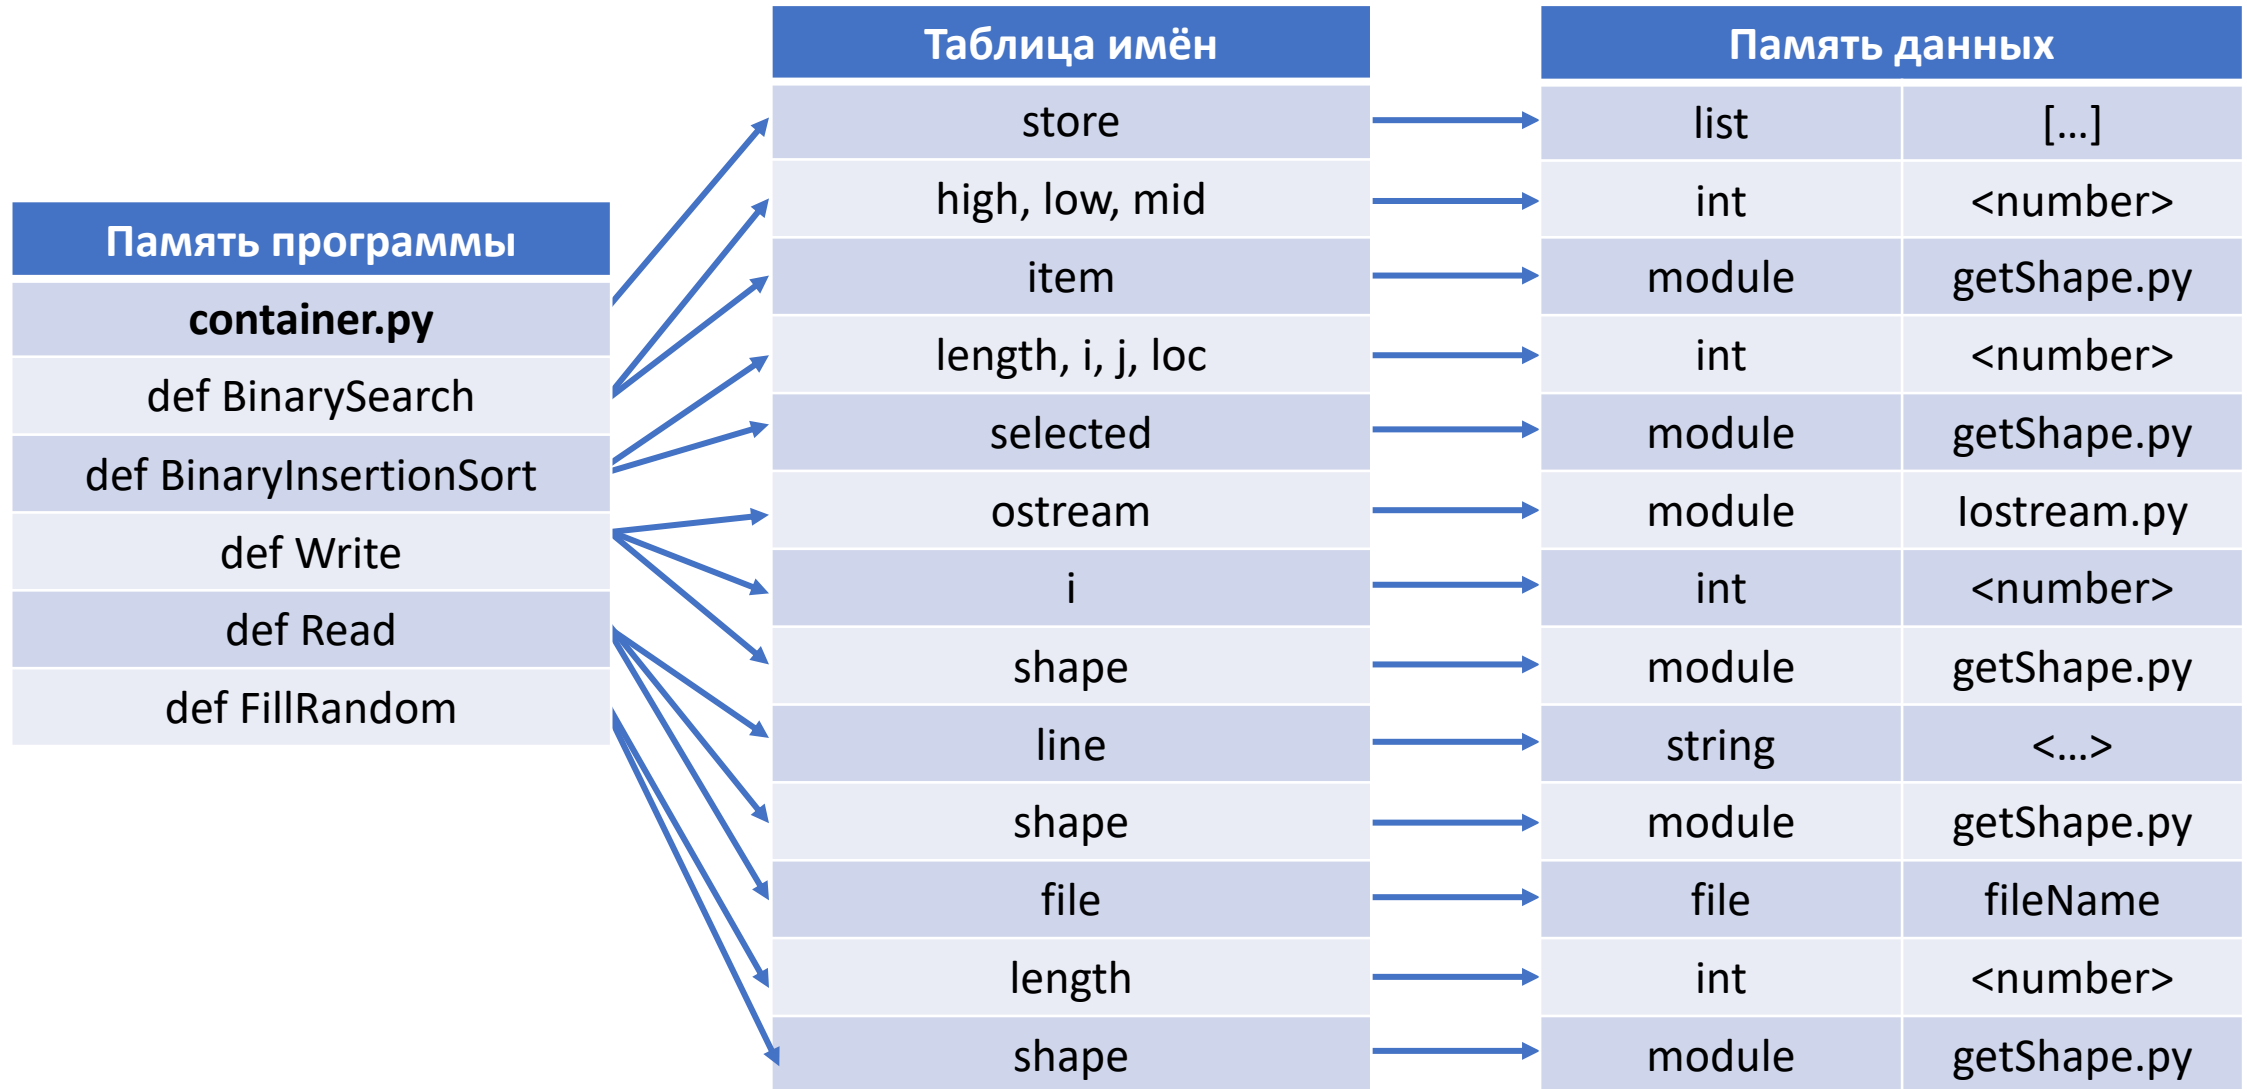 Память программы
container.py
def BinarySearch
def BinaryInsertionSort
def Write
def Read
def FillRandom
Таблица имён
store
high, low, mid
item
length, i, j, loc
selected
ostream
i
shape
line
shape
file
length
shape
Память данных
list […]
int <number>
module getShape.py
int <number>
module getShape.py
module Iostream.py
int <number>
module getShape.py
string <…>
module getShape.py
file fileName
int <number>
module getShape.py